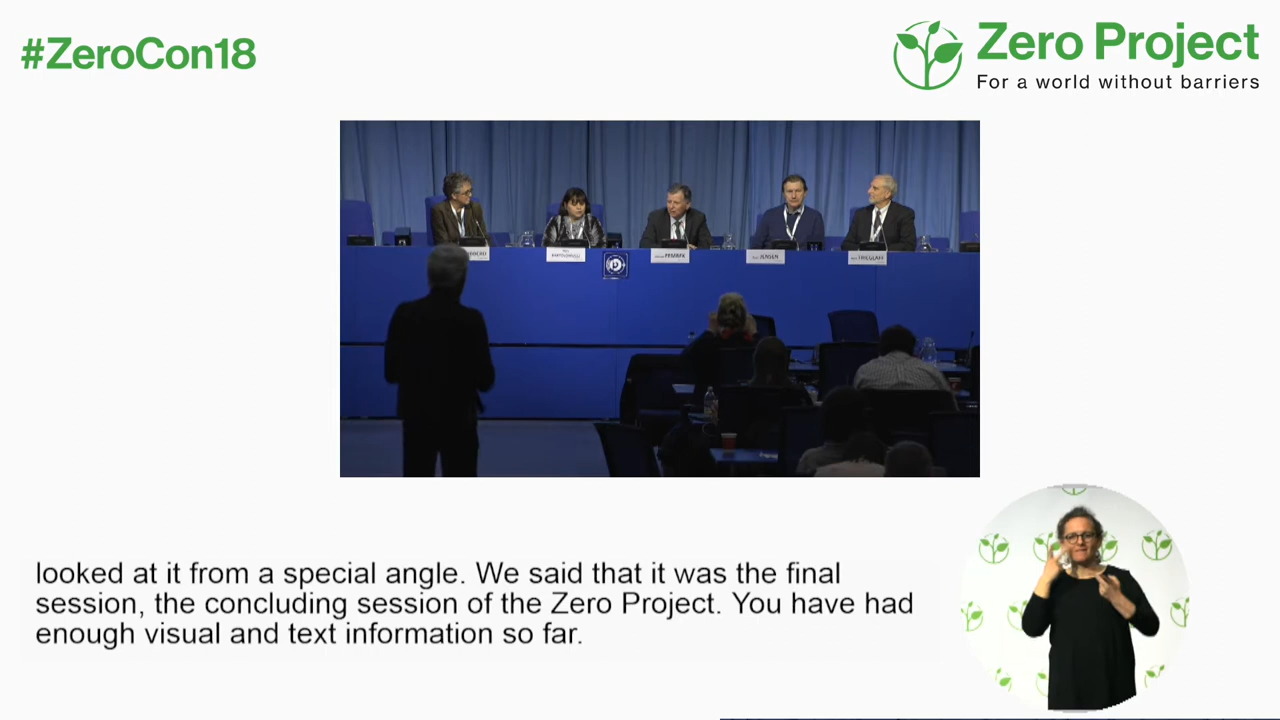 #ZeroCon18
Zero Project
For a world without barriers
JENSEN
looked at it from a special angle. We said that it was the final
session, the concluding session of the Zero Project. You have had
enough visual and text information so far.